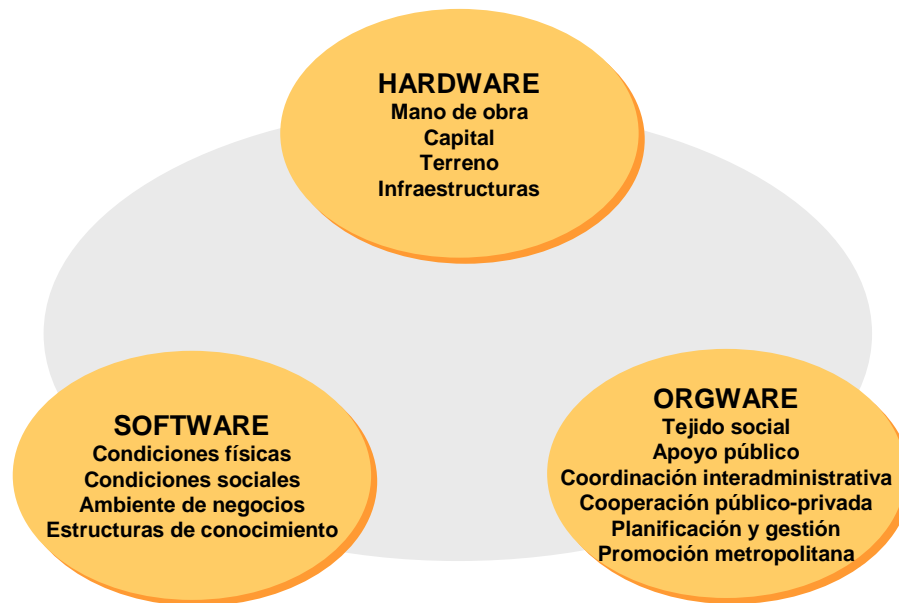 HARDWARE
Mano de obra
Capital
Terreno
Infraestructuras
SOFTWARE
Condiciones físicas
Condiciones sociales
Ambiente de negocios
Estructuras de conocimiento
ORGWARE
Tejido social
Apoyo público
Coordinación interadministrativa
Cooperación público-privada
Planificación y gestión
Promoción metropolitana